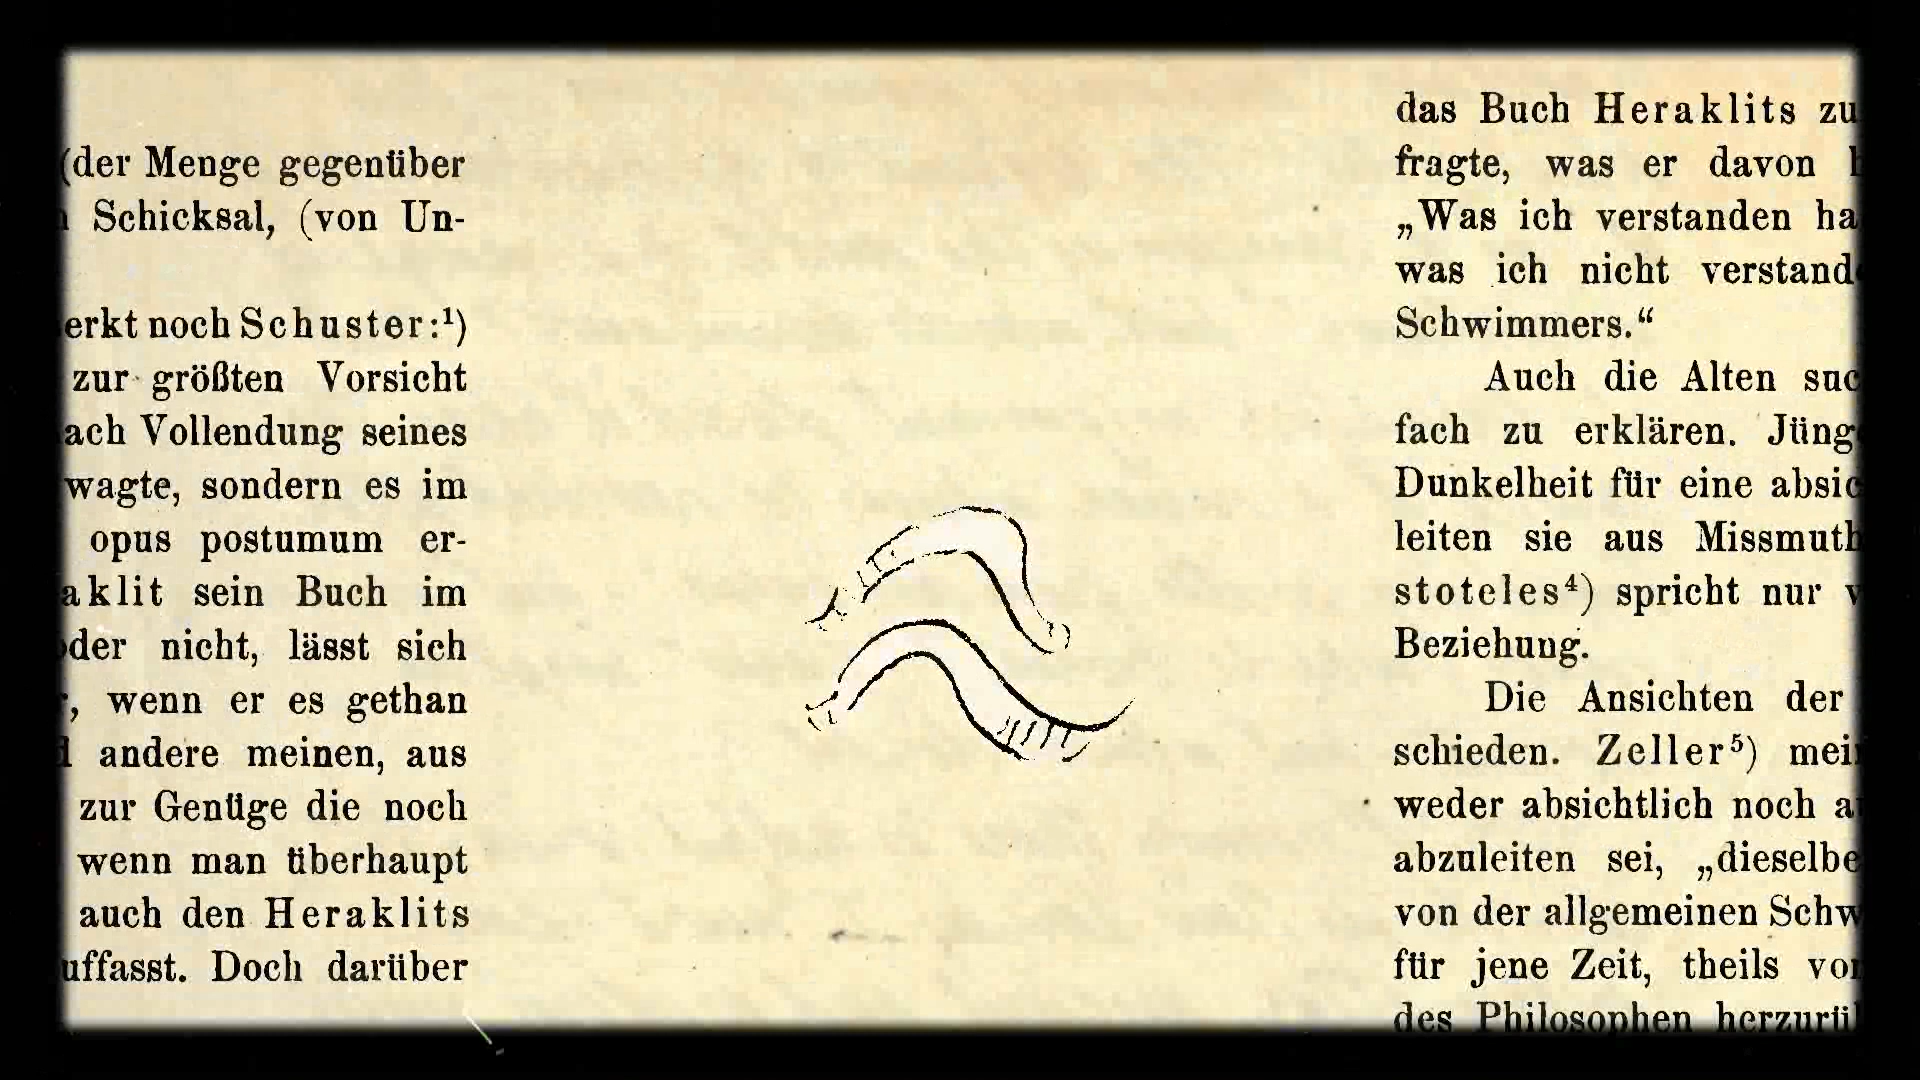 (der Menge gegenüber
Schicksal, (von Un-
erkt noch Schuster:¹)
zur größten Vorsicht
ach Vollendung seines
wagte, sondern es im
opus postumum er-
aklit sein Buch im
der nicht, lässt sich
, wenn er es gethan
andere meinen, aus
zur Genüge die noch
wenn man überhaupt
auch den Heraklits
uffasst. Doch darüber
das Buch Heraklits zu
fragte, was er davon
„Was ich verstanden ha
was ich nicht verstand
Schwimmers.“
Auch die Alten suc
fach zu erklären. Jüng
Dunkelheit für eine absic
leiten sie aus Missmuth
stoteles⁴) spricht nur v
Beziehung.
Die Ansichten der
schieden. Zeller⁵) mei
weder absichtlich noch a
abzuleiten sei, „dieselbe
von der allgemeinen Schw
für jene Zeit, theils vo
des Philosophen herzurü